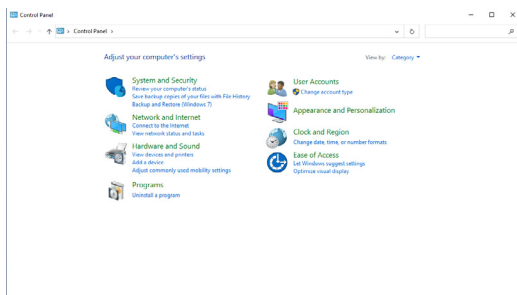 Control Panel
Control Panel
Adjust your computer's settings
View by: Category
System and Security
Review your computer's status
Save backup copies of your files with File History
Backup and Restore (Windows 7)
Network and Internet
Connect to the Internet
View network status and tasks
Hardware and Sound
View devices and printers
Add a device
Adjust commonly used mobility settings
Programs
Uninstall a program
User Accounts
Change account type
Appearance and Personalization
Clock and Region
Change date, time, or number formats
Ease of Access
Let Windows suggest settings
Optimize visual display